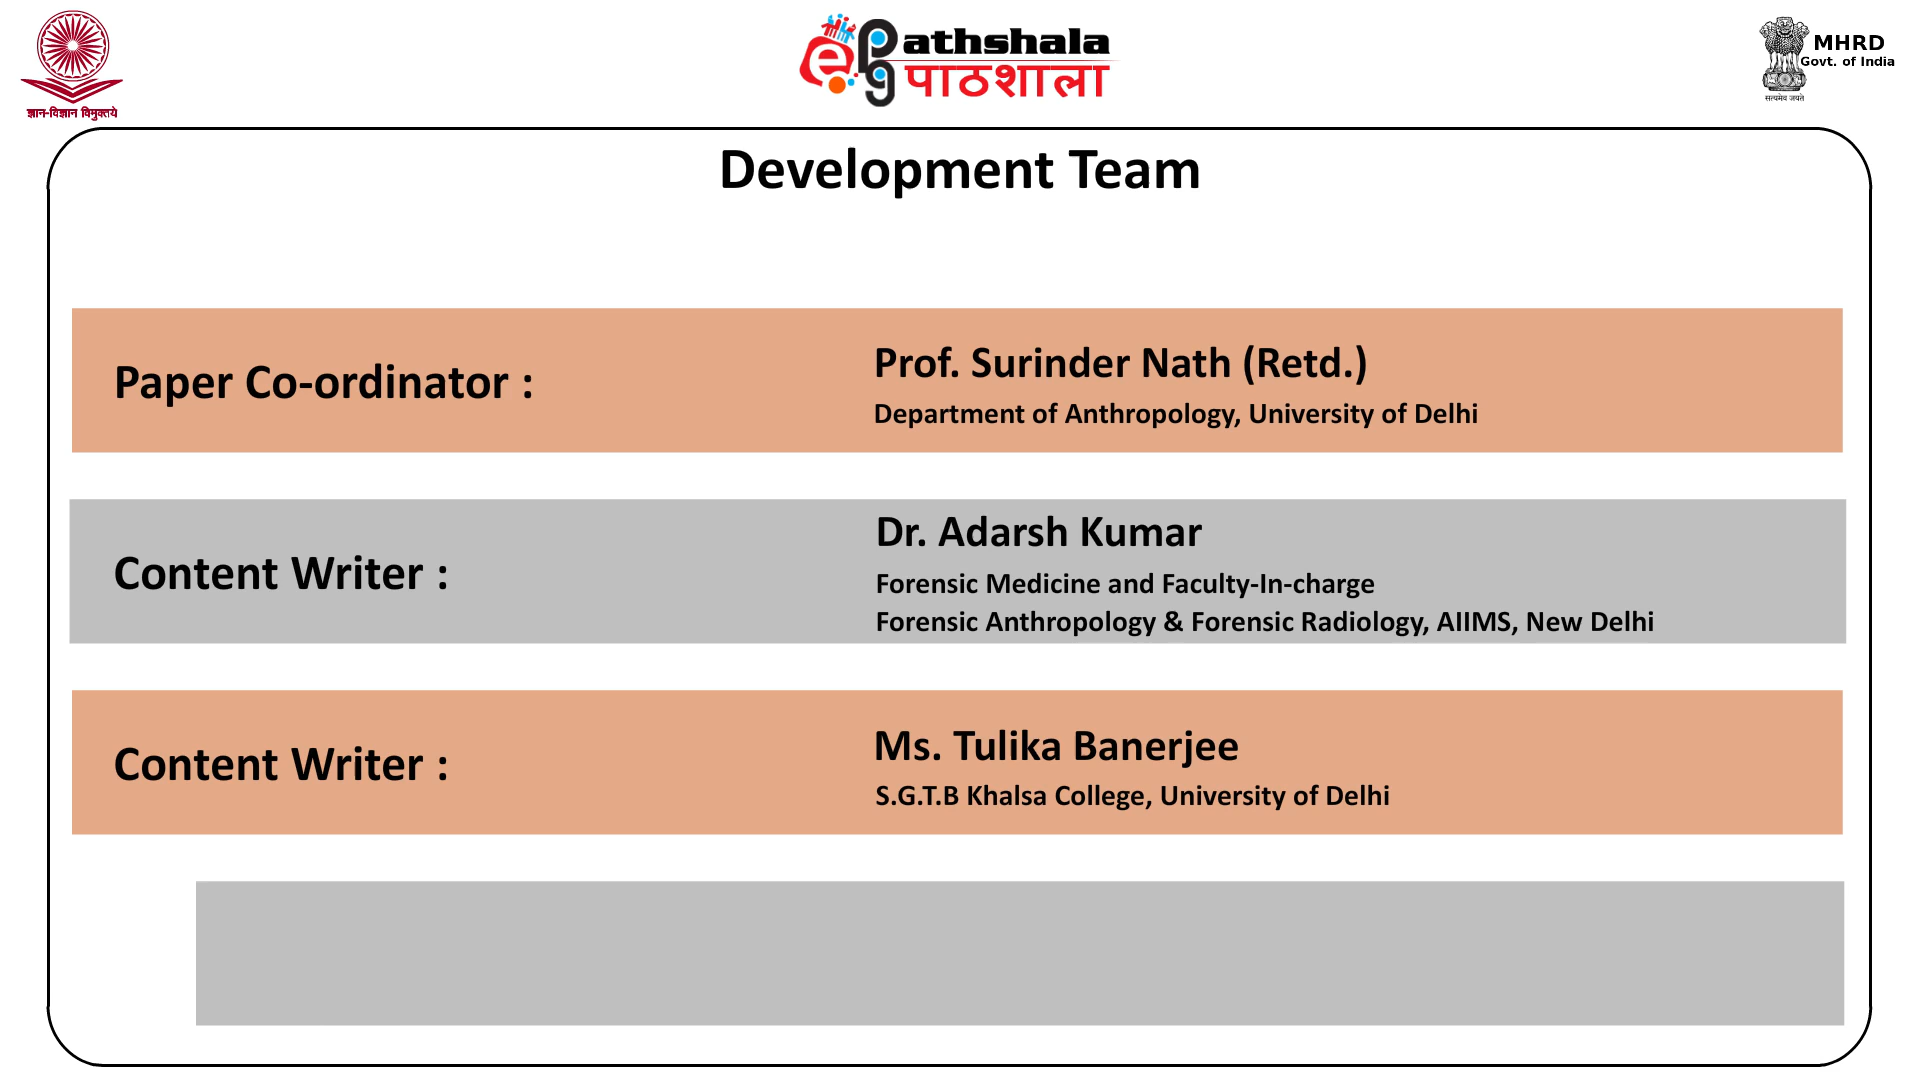 ज्ञान-विज्ञान विमुक्तये
e pg athshala
पाठशाला
MHRD
Govt. of India
सत्यमेव जयते
Development Team
Paper Co-ordinator :
Prof. Surinder Nath (Retd.)
Department of Anthropology, University of Delhi
Content Writer :
Dr. Adarsh Kumar
Forensic Medicine and Faculty-In-charge
Forensic Anthropology & Forensic Radiology, AIIMS, New Delhi
Content Writer :
Ms. Tulika Banerjee
S.G.T.B Khalsa College, University of Delhi